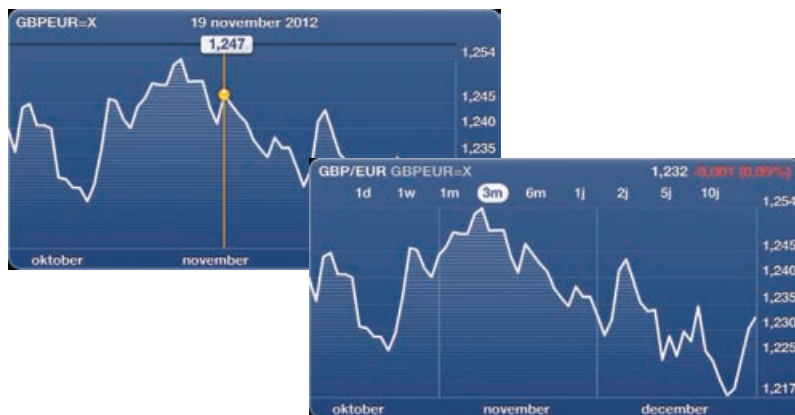 GBPEUR=X 19 november 2012
1,247
1,254
1,245
1,240
1,235
oktober november
GBP/EUR GBPEUR=X 1,232 -0,001 (0,09%)
1d 1w 1m 3m 6m 1j 2j 5j 10j
1,254
1,245
1,240
1,235
1,230
1,225
1,217
oktober november december